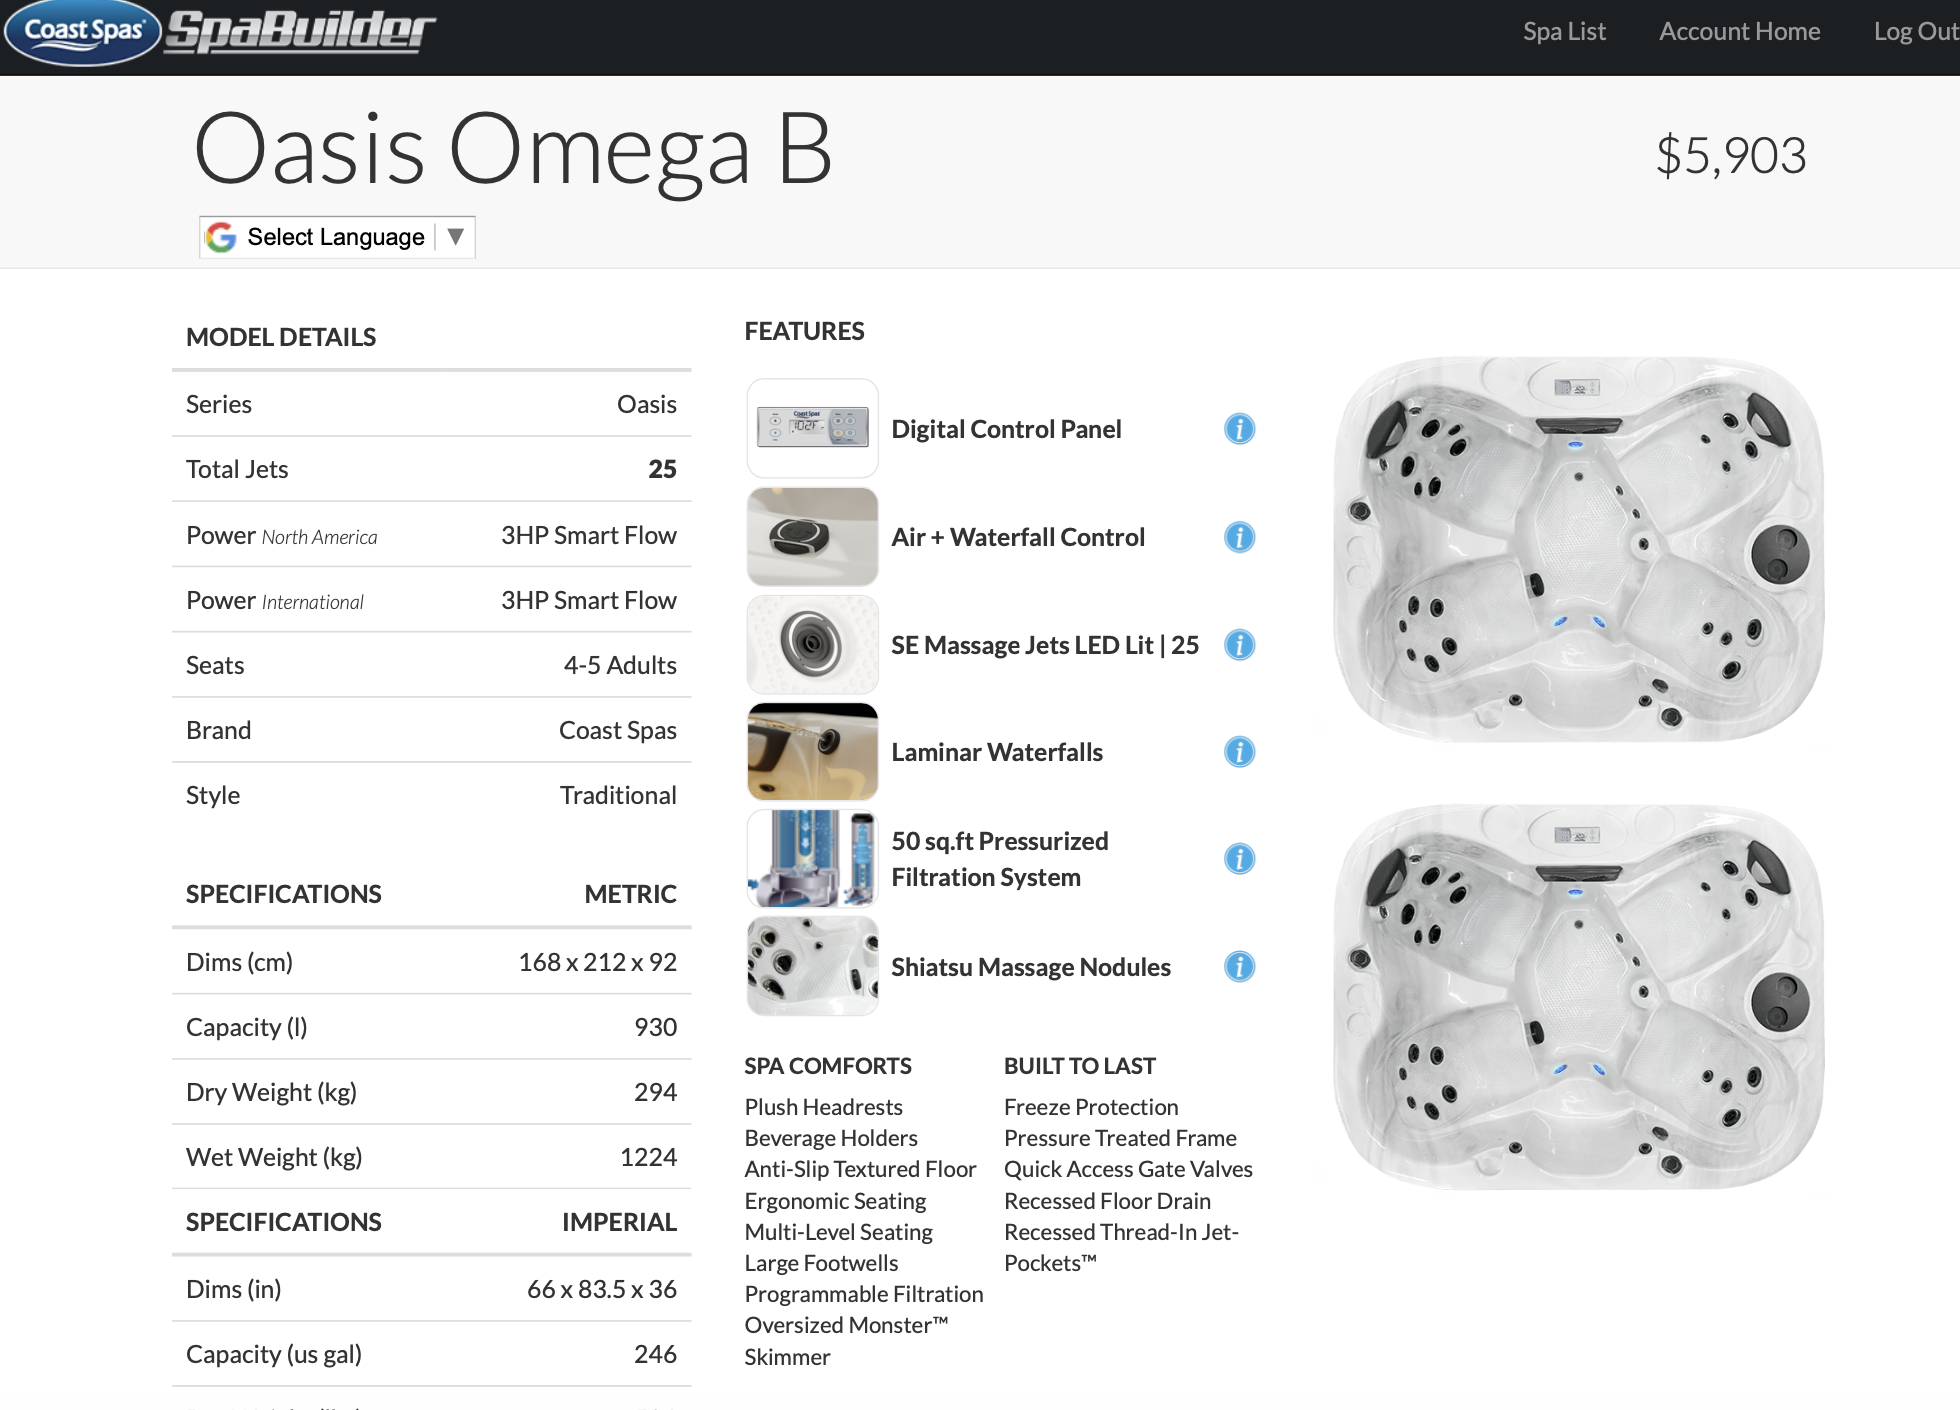 Coast Spas® SpaBuilder
Spa List Account Home Log Out
Oasis Omega B
$5,903
Select Language ▼
MODEL DETAILS
Series Oasis
Total Jets 25
Power North America 3HP Smart Flow
Power International 3HP Smart Flow
Seats 4-5 Adults
Brand Coast Spas
Style Traditional
SPECIFICATIONS METRIC
Dims (cm) 168 x 212 x 92
Capacity (l) 930
Dry Weight (kg) 294
Wet Weight (kg) 1224
SPECIFICATIONS IMPERIAL
Dims (in) 66 x 83.5 x 36
Capacity (us gal) 246
FEATURES
Coast Spas
102F
Digital Control Panel
Air + Waterfall Control
SE Massage Jets LED Lit | 25
Laminar Waterfalls
50 sq.ft Pressurized
Filtration System
Shiatsu Massage Nodules
SPA COMFORTS
Plush Headrests
Beverage Holders
Anti-Slip Textured Floor
Ergonomic Seating
Multi-Level Seating
Large Footwells
Programmable Filtration
Oversized Monster™
Skimmer
BUILT TO LAST
Freeze Protection
Pressure Treated Frame
Quick Access Gate Valves
Recessed Floor Drain
Recessed Thread-In Jet-
Pockets™